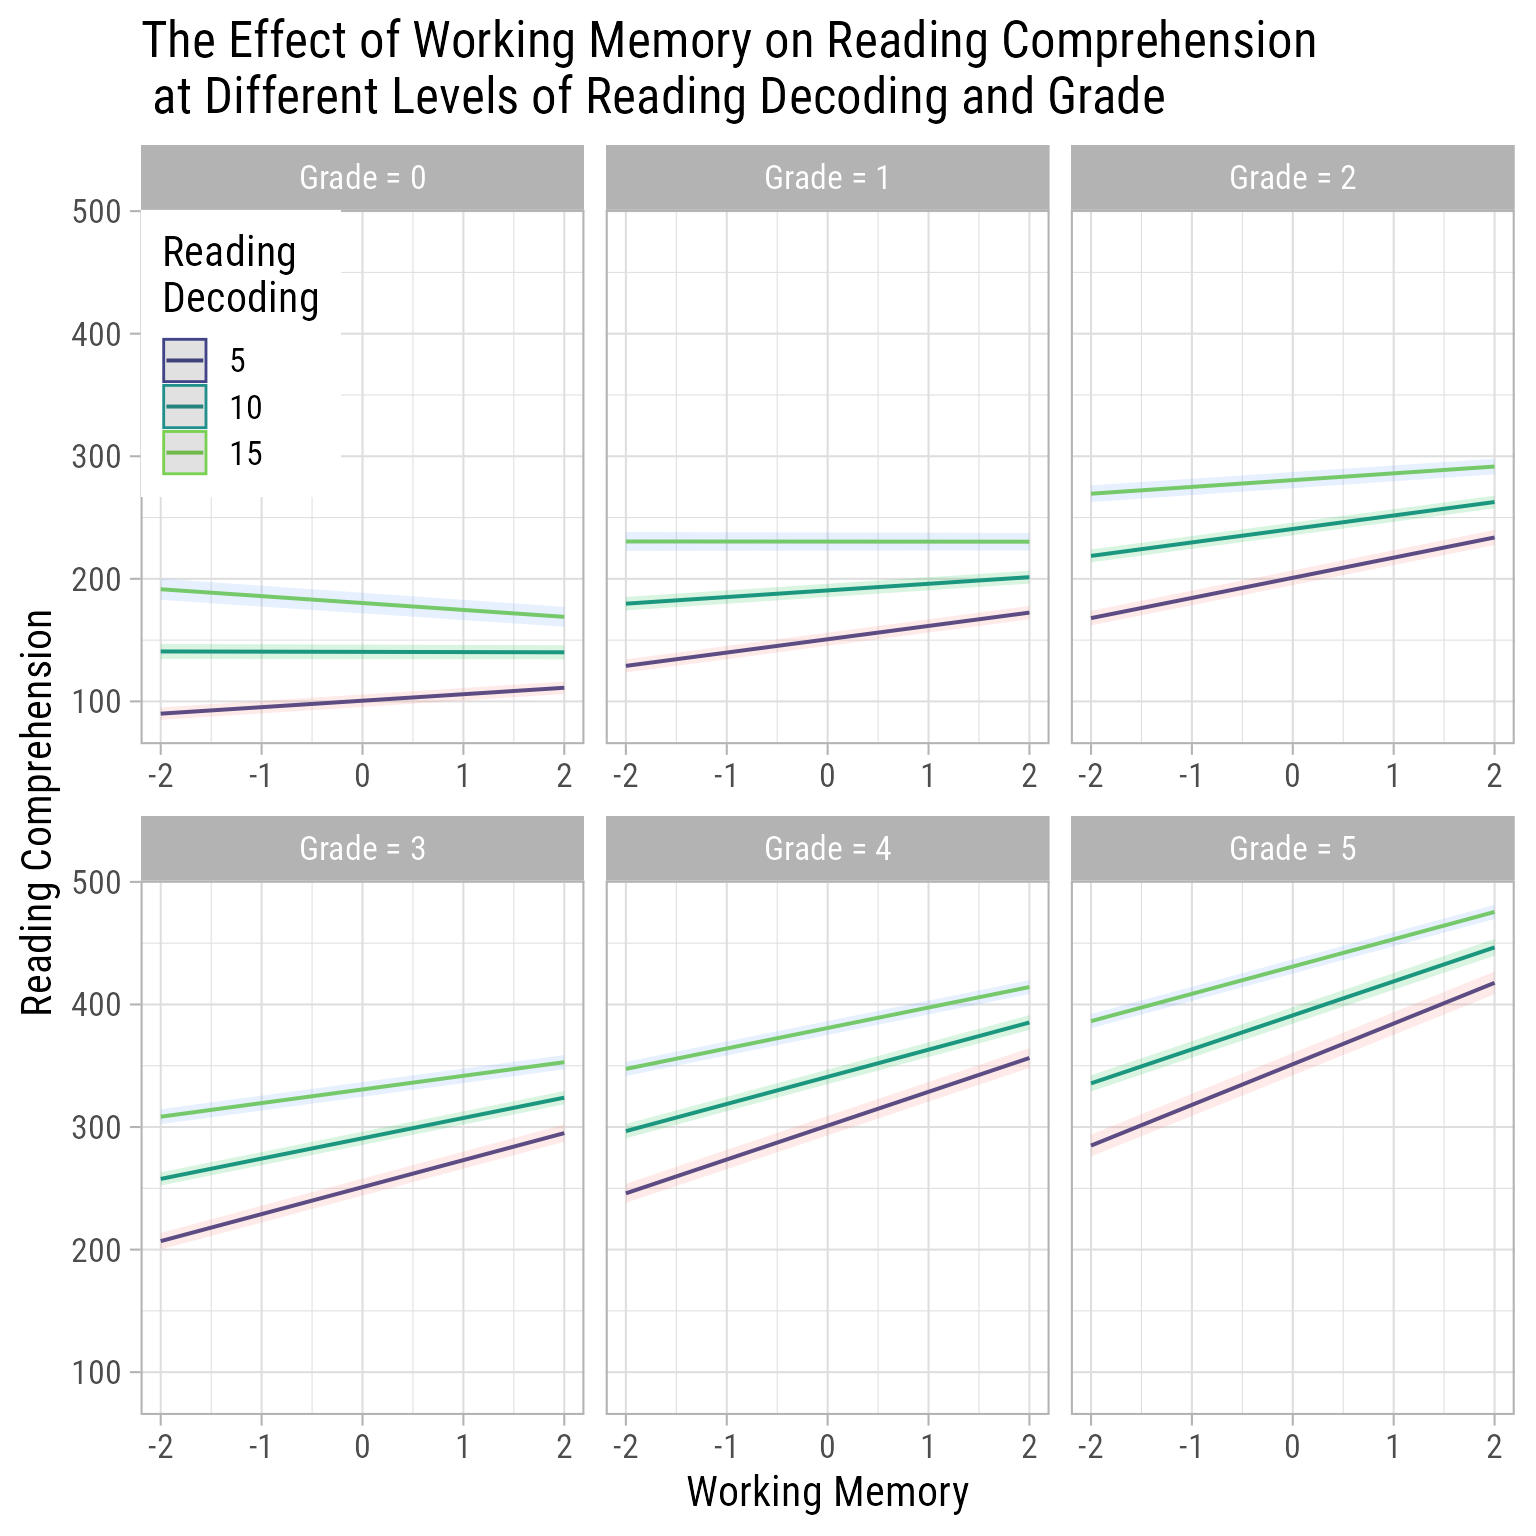 The Effect of Working Memory on Reading Comprehension
at Different Levels of Reading Decoding and Grade
Grade = 0
Grade = 1
Grade = 2
500
400
300
200
100
Reading
Decoding
5
10
15
-2 -1 0 1 2
-2 -1 0 1 2
-2 -1 0 1 2
Reading Comprehension
Grade = 3
Grade = 4
Grade = 5
500
400
300
200
100
-2 -1 0 1 2
-2 -1 0 1 2
-2 -1 0 1 2
Working Memory